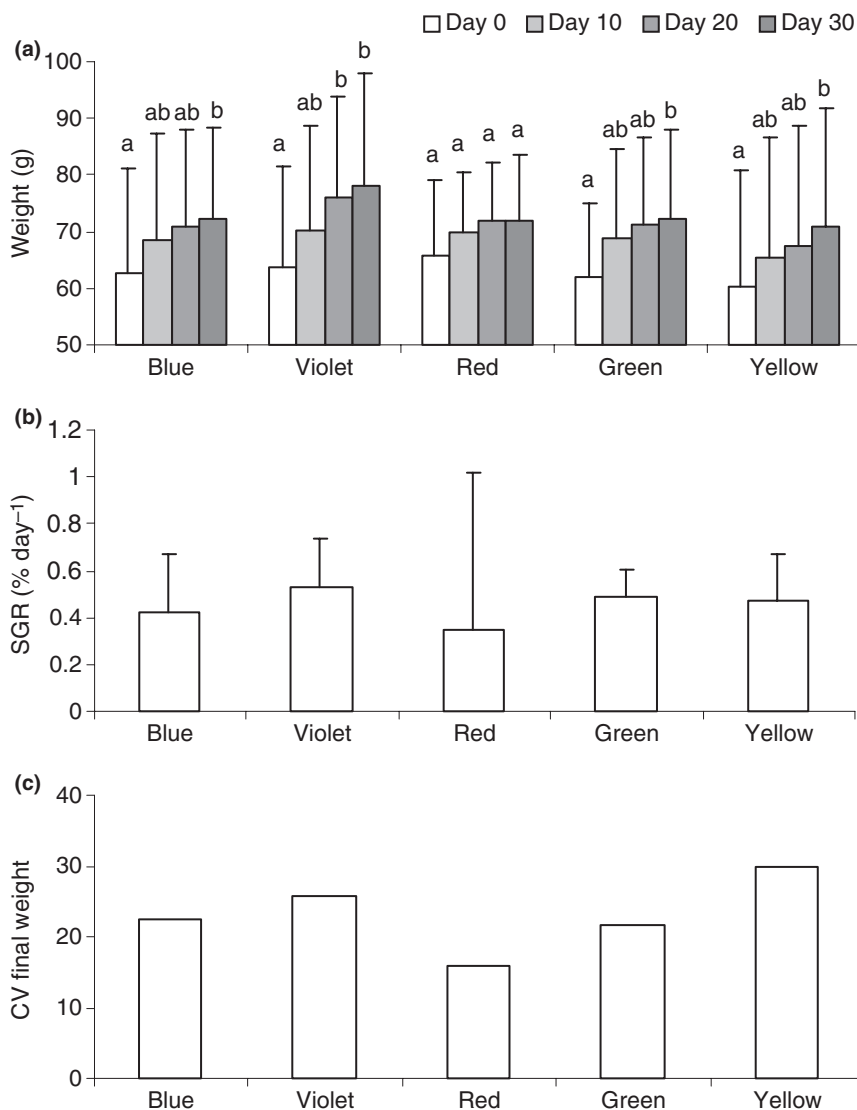 Day 0 Day 10 Day 20 Day 30
(a)
Weight (g)
100
90
80
70
60
50
a ab ab b
a ab b b
a a a a
a ab ab b
a ab ab b
Blue Violet Red Green Yellow
(b)
SGR (% day⁻¹)
1.2
1
0.8
0.6
0.4
0.2
0
Blue Violet Red Green Yellow
(c)
CV final weight
40
30
20
10
0
Blue Violet Red Green Yellow